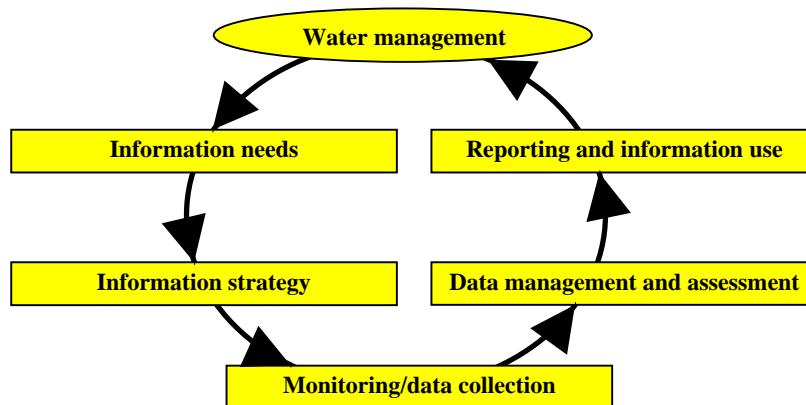 Water management
Information needs
Reporting and information use
Information strategy
Data management and assessment
Monitoring/data collection